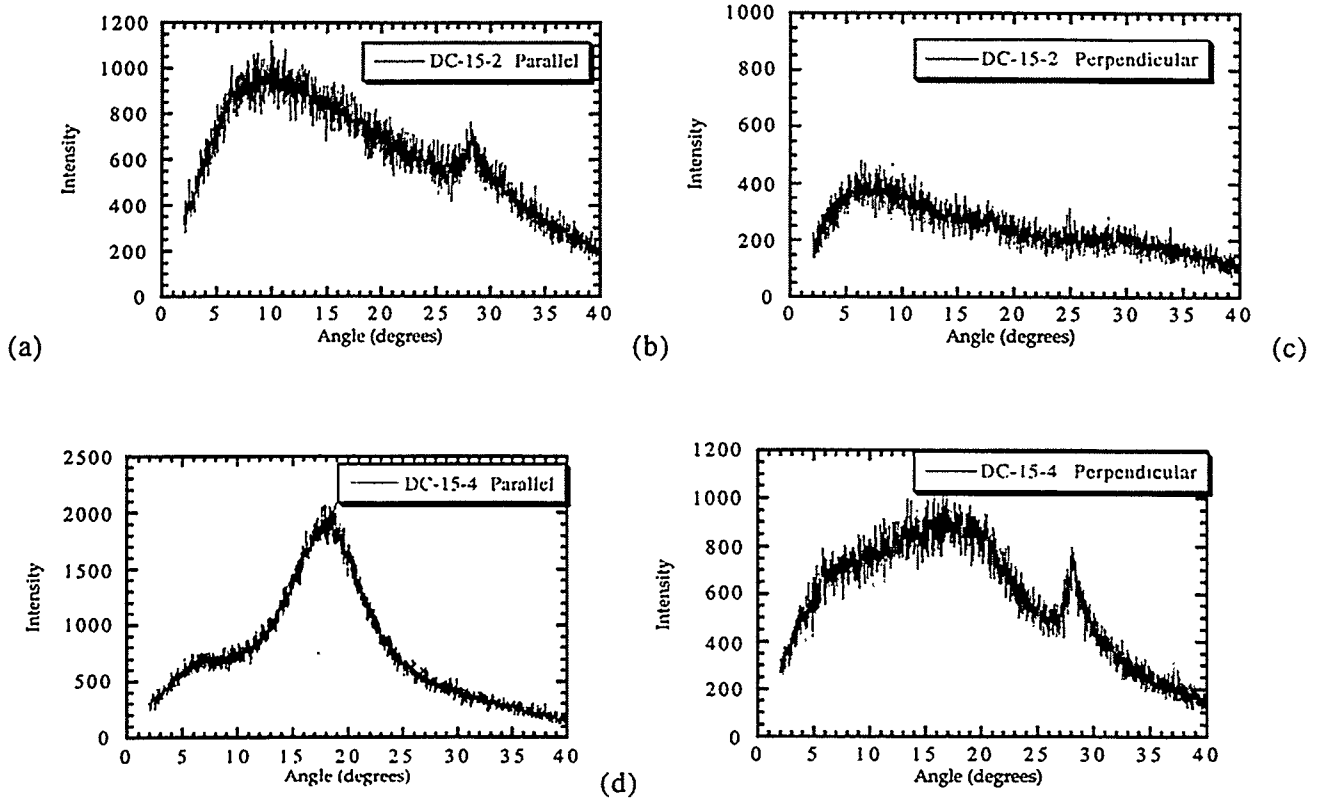 1200
1000
800
600
400
200
0
Intensity
DC-15-2 Parallel
0 5 10 15 20 25 30 35 40
Angle (degrees)
(a)
1000
800
600
400
200
0
Intensity
DC-15-2 Perpendicular
0 5 10 15 20 25 30 35 40
Angle (degrees)
(b)
(c)
2500
2000
1500
1000
500
0
Intensity
DC-15-4 Parallel
0 5 10 15 20 25 30 35 40
Angle (degrees)
(d)
1200
1000
800
600
400
200
0
Intensity
DC-15-4 Perpendicular
0 5 10 15 20 25 30 35 40
Angle (degrees)